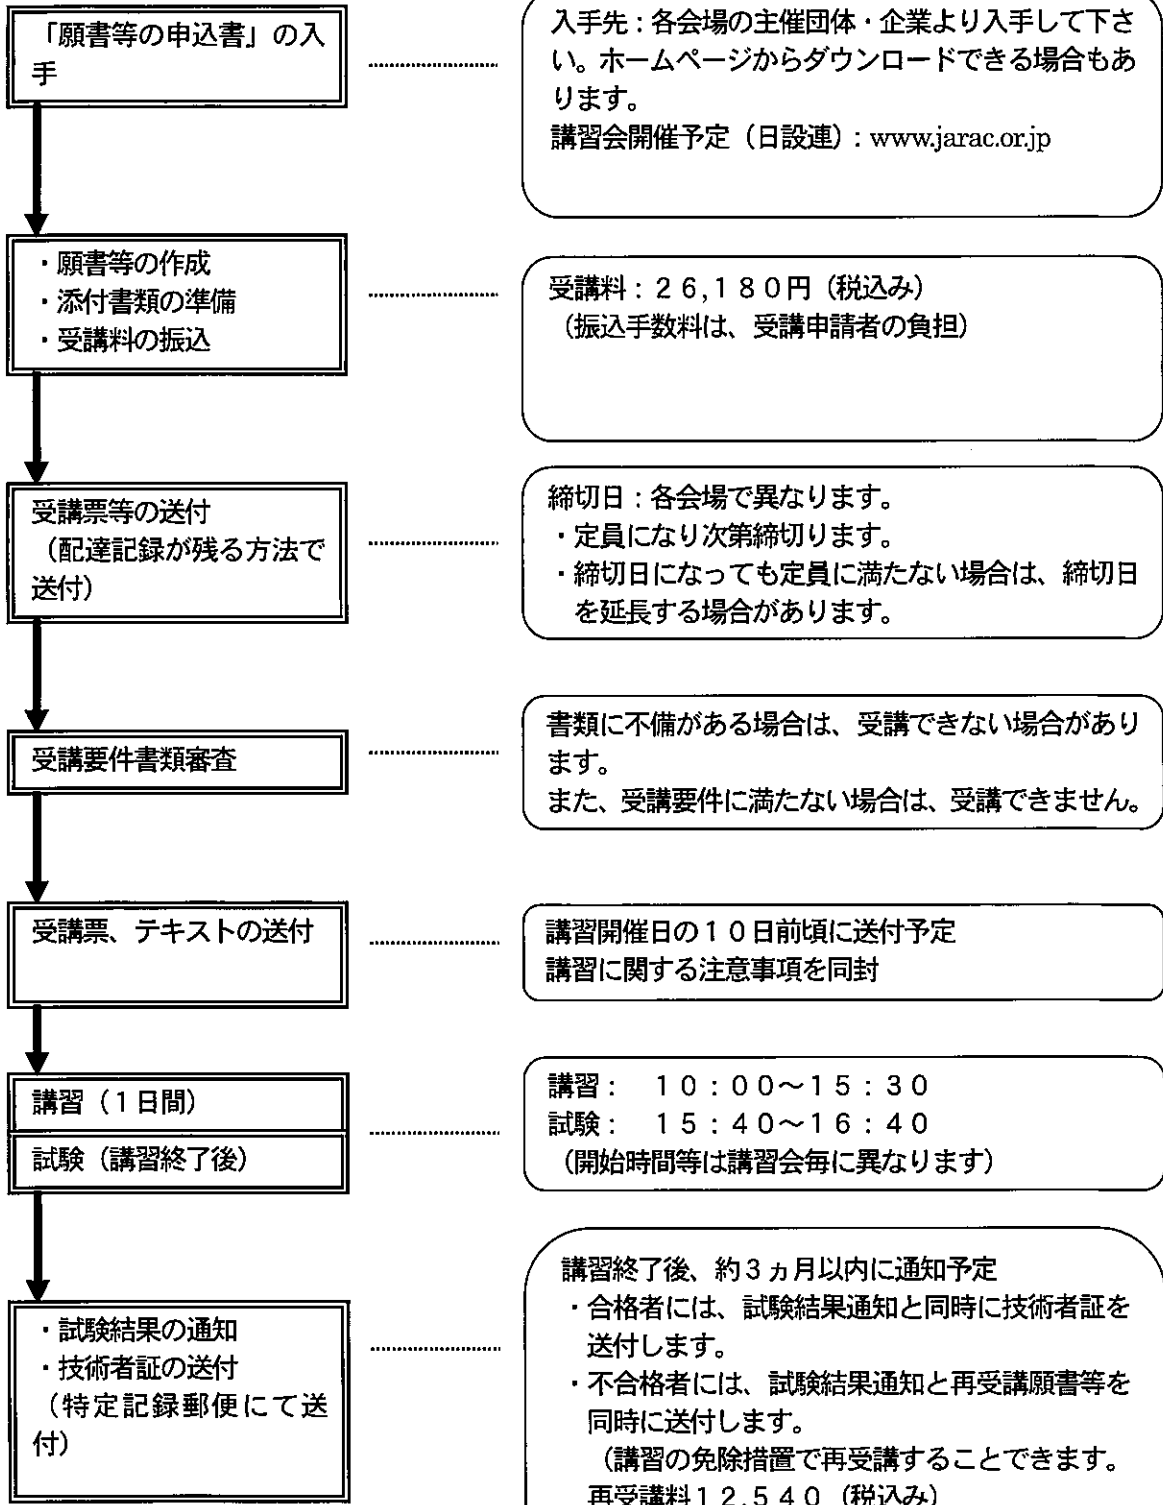 「願書等の申込書」の入
手
入手先：各会場の主催団体・企業より入手して下さ
い。ホームページからダウンロードできる場合もあ
ります。
講習会開催予定（日設連）：www.jarac.or.jp
・願書等の作成
・添付書類の準備
・受講料の振込
受講料：２６,１８０円（税込み）
（振込手数料は、受講申請者の負担）
受講票等の送付
（配達記録が残る方法で
送付）
締切日：各会場で異なります。
・定員になり次第締切ります。
・締切日になっても定員に満たない場合は、締切日
を延長する場合があります。
受講要件書類審査
書類に不備がある場合は、受講できない場合があり
ます。
また、受講要件に満たない場合は、受講できません。
受講票、テキストの送付
講習開催日の１０日前頃に送付予定
講習に関する注意事項を同封
講習（１日間）
試験（講習終了後）
講習：　１０：００～１５：３０
試験：　１５：４０～１６：４０
（開始時間等は講習会毎に異なります）
・試験結果の通知
・技術者証の送付
（特定記録郵便にて送
付）
講習終了後、約３ヵ月以内に通知予定
・合格者には、試験結果通知と同時に技術者証を
送付します。
・不合格者には、試験結果通知と再受講願書等を
同時に送付します。
（講習の免除措置で再受講することできます。
再受講料１２,５４０（税込み）